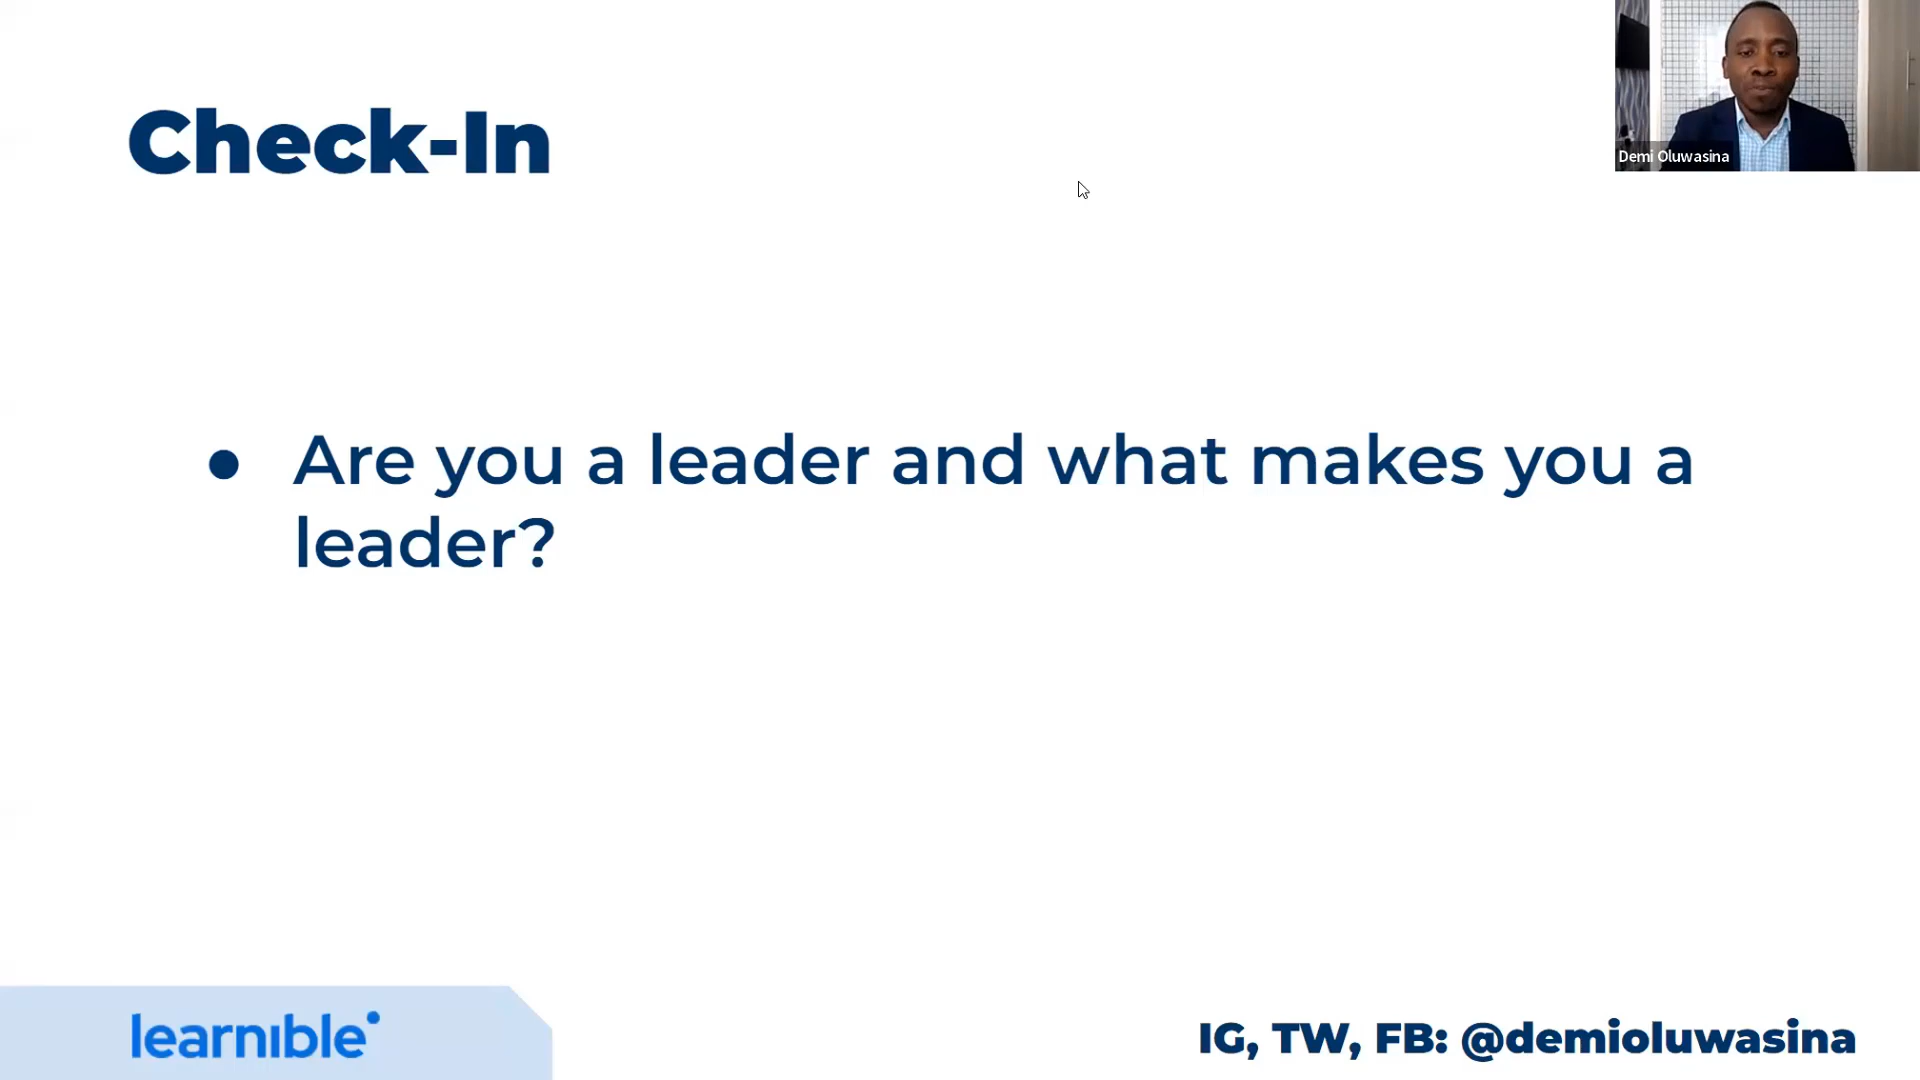 Check-In
Demi Oluwasina
● Are you a leader and what makes you a
leader?
learnible
IG, TW, FB: @demioluwasina